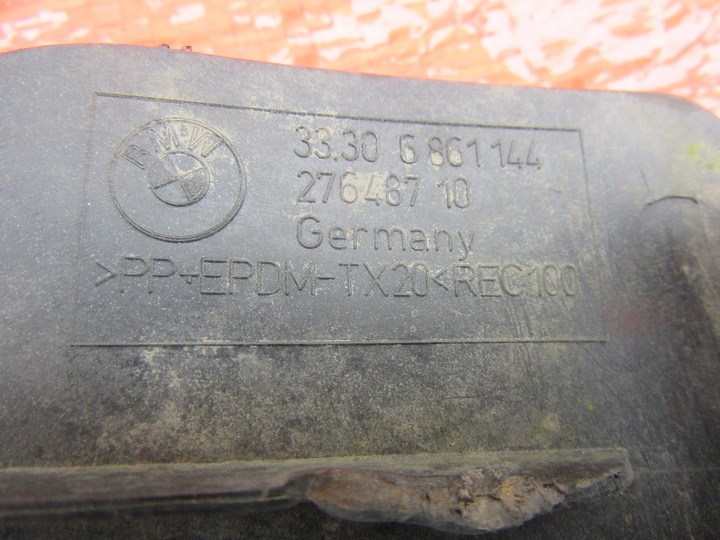 BMW
33.30 6 861 144
276487 10
Germany
>PP+EPDM-TX20<REC100